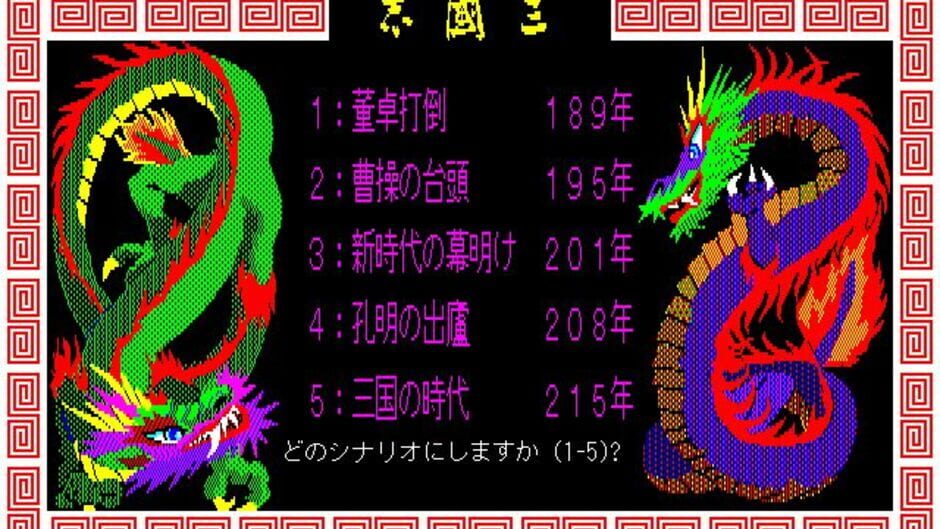 志國三
1:董卓打倒 189年
2:曹操の台頭 195年
3:新時代の幕明け 201年
4:孔明の出廬 208年
5:三国の時代 215年
どのシナリオにしますか (1-5)?